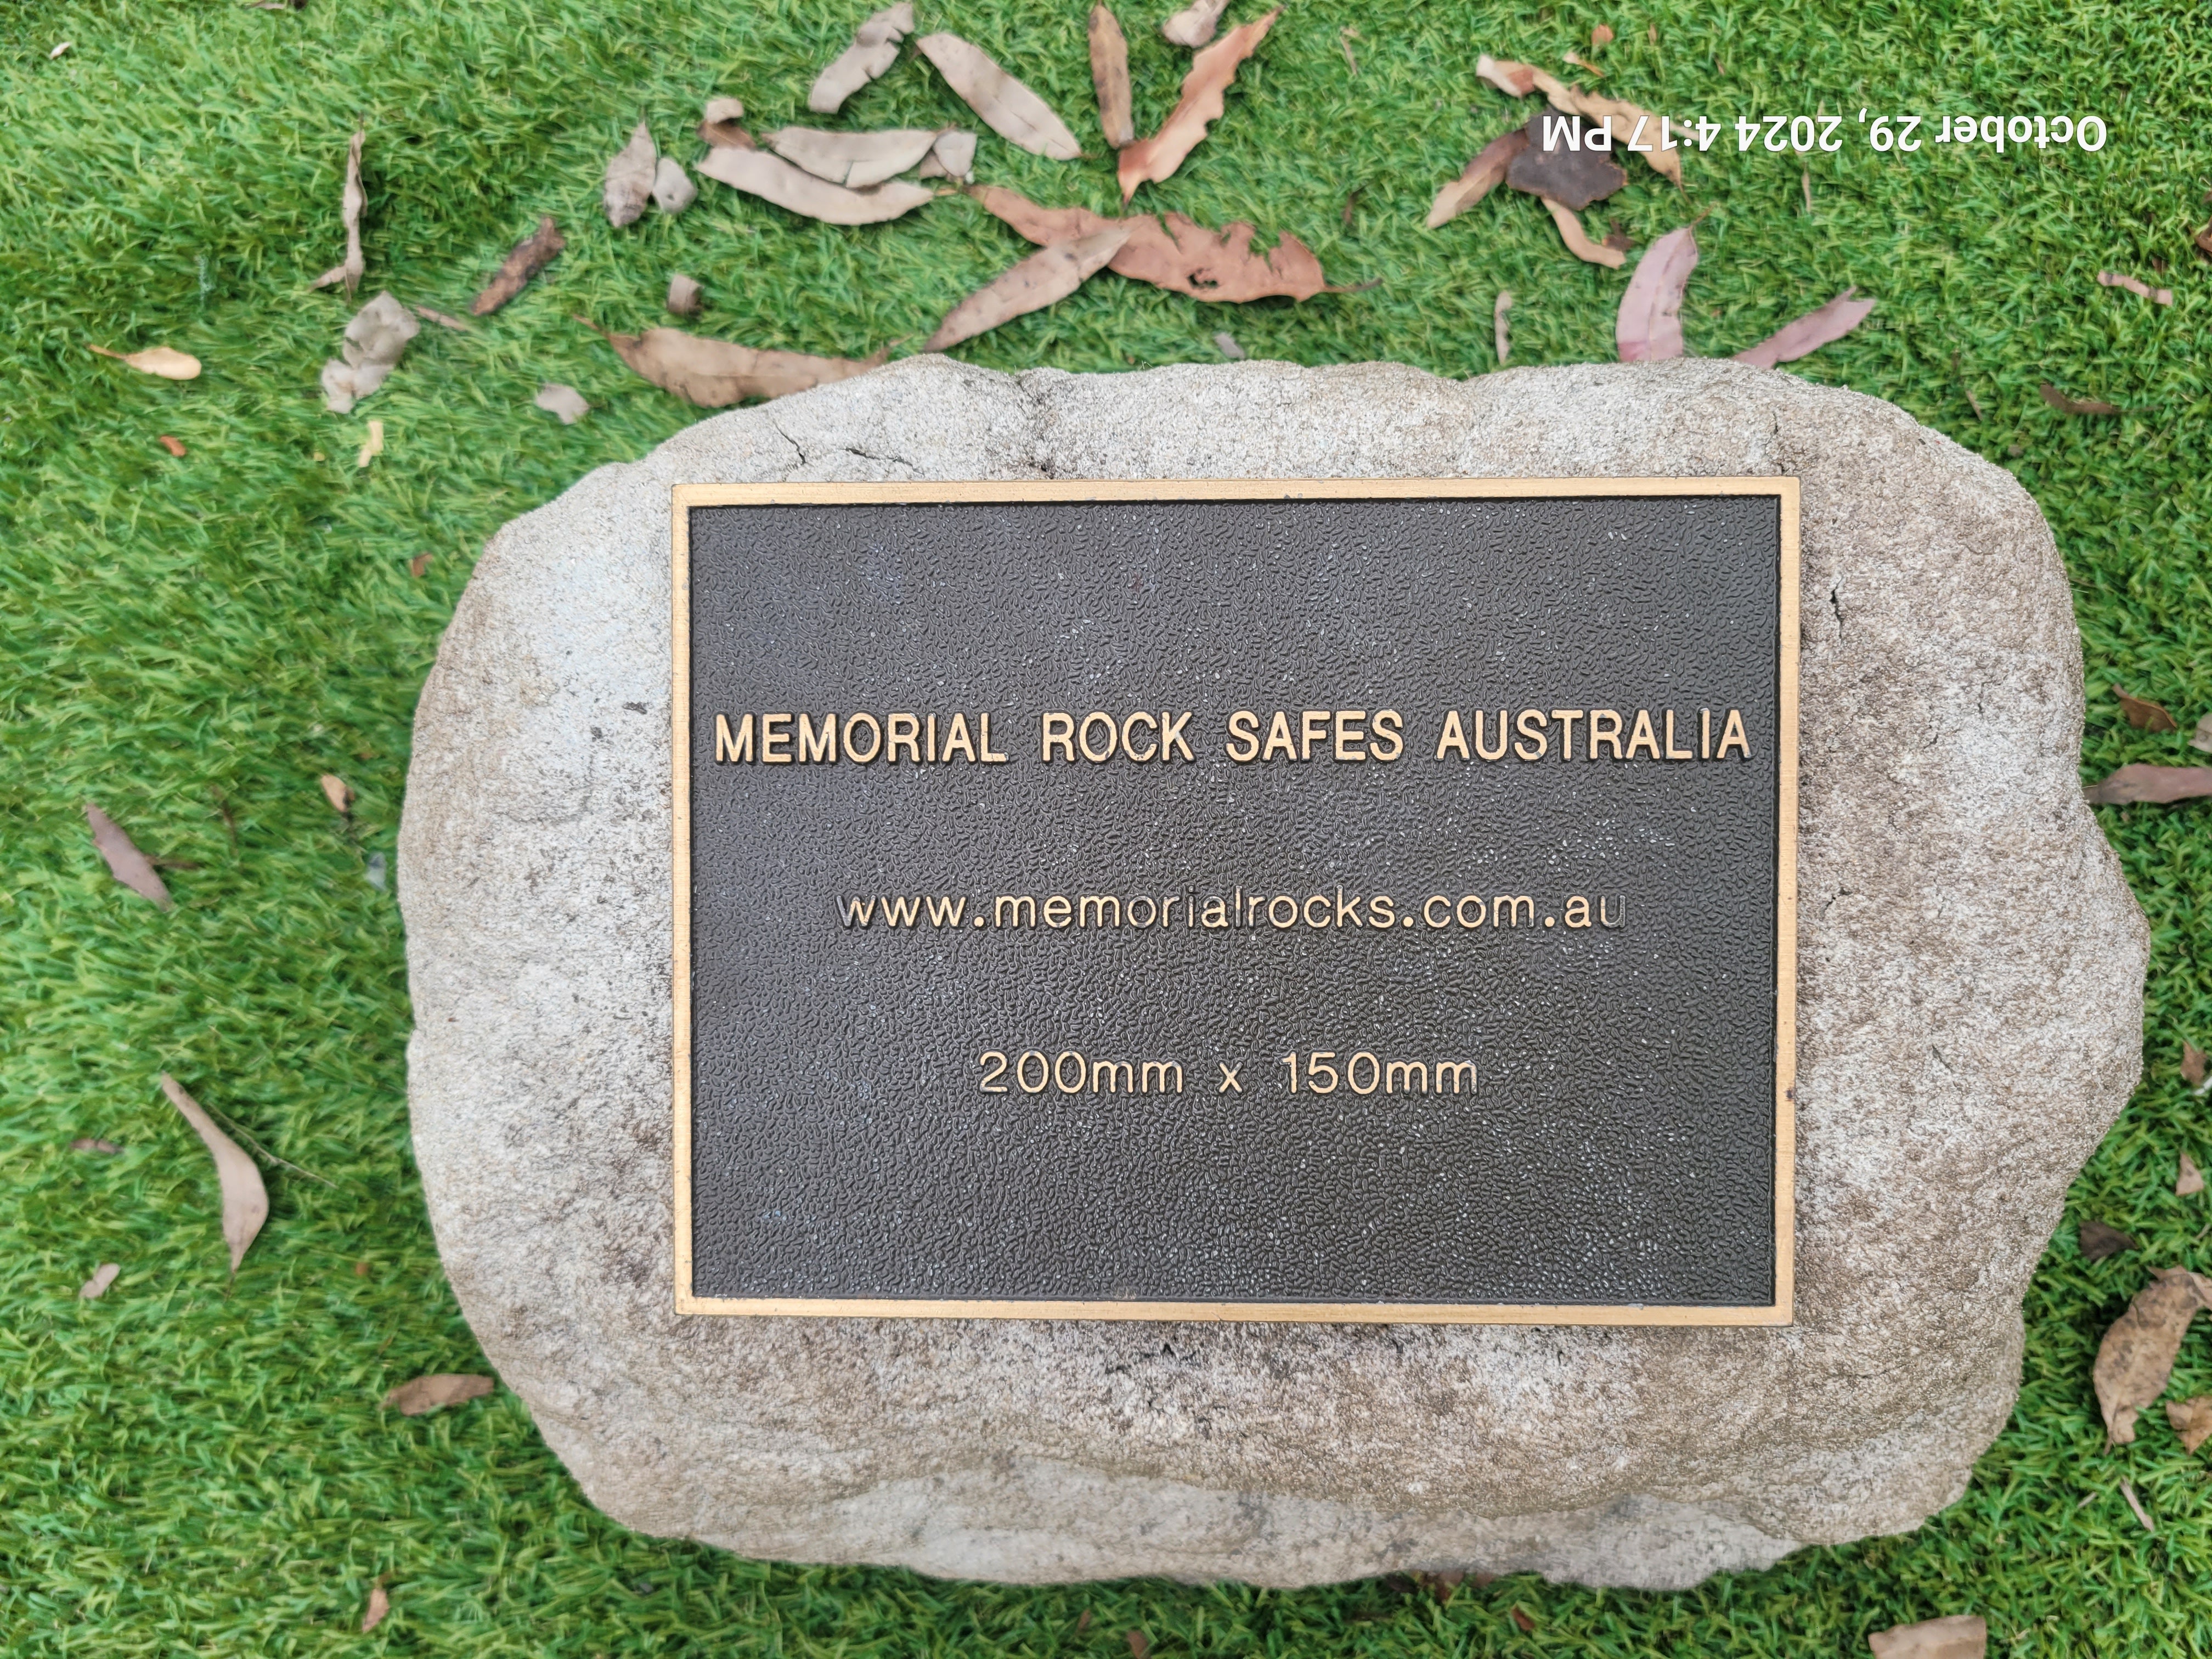 October 29, 2024 4:17 PM
MEMORIAL ROCK SAFES AUSTRALIA
www.memorialrocks.com.au
200mm x 150mm